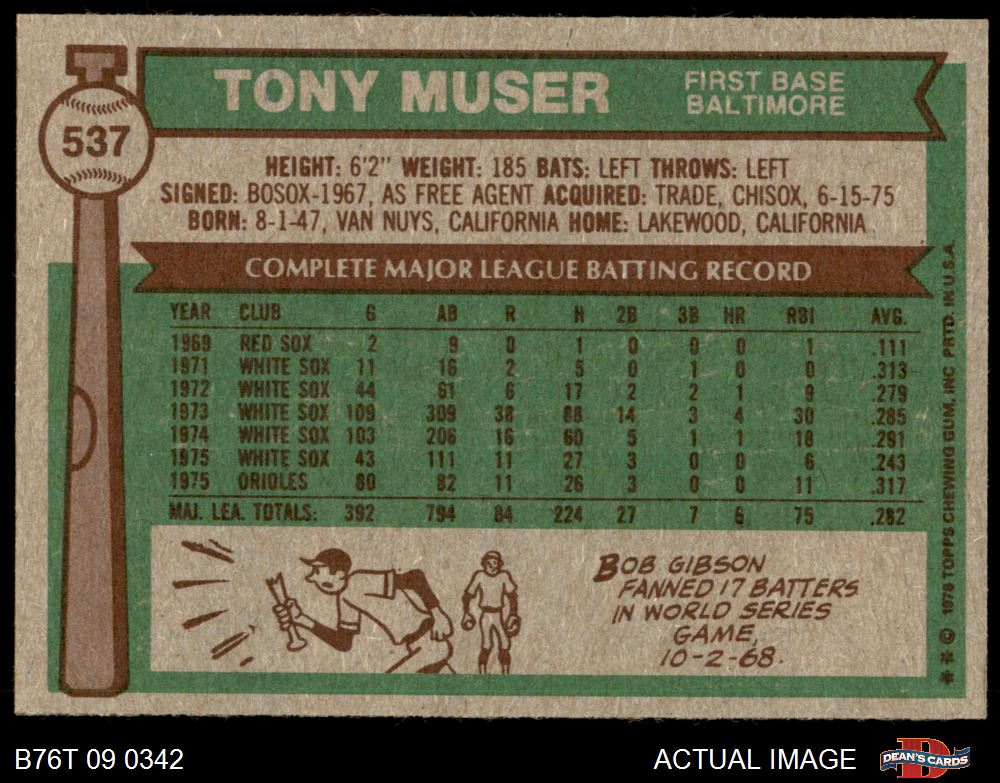 537
TONY MUSER
FIRST BASE
BALTIMORE
HEIGHT: 6'2" WEIGHT: 185 BATS: LEFT THROWS: LEFT
SIGNED: BOSOX-1967, AS FREE AGENT ACQUIRED: TRADE, CHISOX, 6-15-75
BORN: 8-1-47, VAN NUYS, CALIFORNIA HOME: LAKEWOOD, CALIFORNIA
COMPLETE MAJOR LEAGUE BATTING RECORD
YEAR CLUB G AB R H 2B 3B HR RBI AVG.
1969 RED SOX 2 9 0 1 0 0 0 1 .111
1971 WHITE SOX 11 16 2 5 0 1 0 0 .313
1972 WHITE SOX 44 61 6 17 2 2 1 9 .279
1973 WHITE SOX 109 309 38 88 14 3 4 30 .285
1974 WHITE SOX 103 206 16 60 5 1 1 18 .291
1975 WHITE SOX 43 111 11 27 3 0 0 6 .243
1975 ORIOLES 80 82 11 26 3 0 0 11 .317
MAJ. LEA. TOTALS: 392 794 84 224 27 7 6 75 .282
BOB GIBSON
FANNED 17 BATTERS
IN WORLD SERIES
GAME,
10-2-68.
** © 1976 TOPPS CHEWING GUM, INC PRTD. IN U.S.A.
B76T 09 0342
ACTUAL IMAGE
DEAN'S CARDS